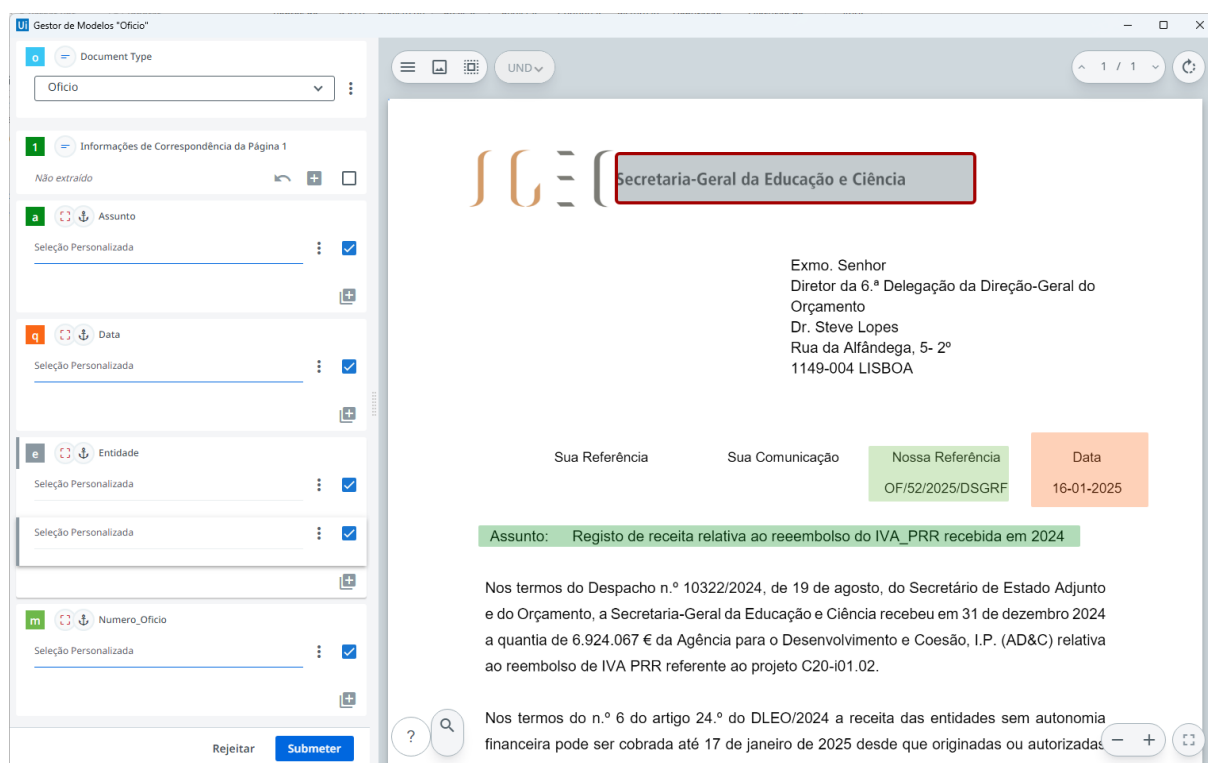 Ui Gestor de Modelos "Oficio"
o Document Type
Oficio
1 Informações de Correspondência da Página 1
Não extraído
a Assunto
Seleção Personalizada
q Data
Seleção Personalizada
e Entidade
Seleção Personalizada
Seleção Personalizada
m Numero_Oficio
Seleção Personalizada
Rejeitar Submeter
UND
1 / 1
SGEC
Secretaria-Geral da Educação e Ciência
Exmo. Senhor
Diretor da 6.ª Delegação da Direção-Geral do
Orçamento
Dr. Steve Lopes
Rua da Alfândega, 5- 2º
1149-004 LISBOA
Sua Referência Sua Comunicação Nossa Referência Data
OF/52/2025/DSGRF 16-01-2025
Assunto: Registo de receita relativa ao reeembolso do IVA_PRR recebida em 2024
Nos termos do Despacho n.º 10322/2024, de 19 de agosto, do Secretário de Estado Adjunto
e do Orçamento, a Secretaria-Geral da Educação e Ciência recebeu em 31 de dezembro 2024
a quantia de 6.924.067 € da Agência para o Desenvolvimento e Coesão, I.P. (AD&C) relativa
ao reembolso de IVA PRR referente ao projeto C20-i01.02.
Nos termos do n.º 6 do artigo 24.º do DLEO/2024 a receita das entidades sem autonomia
financeira pode ser cobrada até 17 de janeiro de 2025 desde que originadas ou autorizadas
?